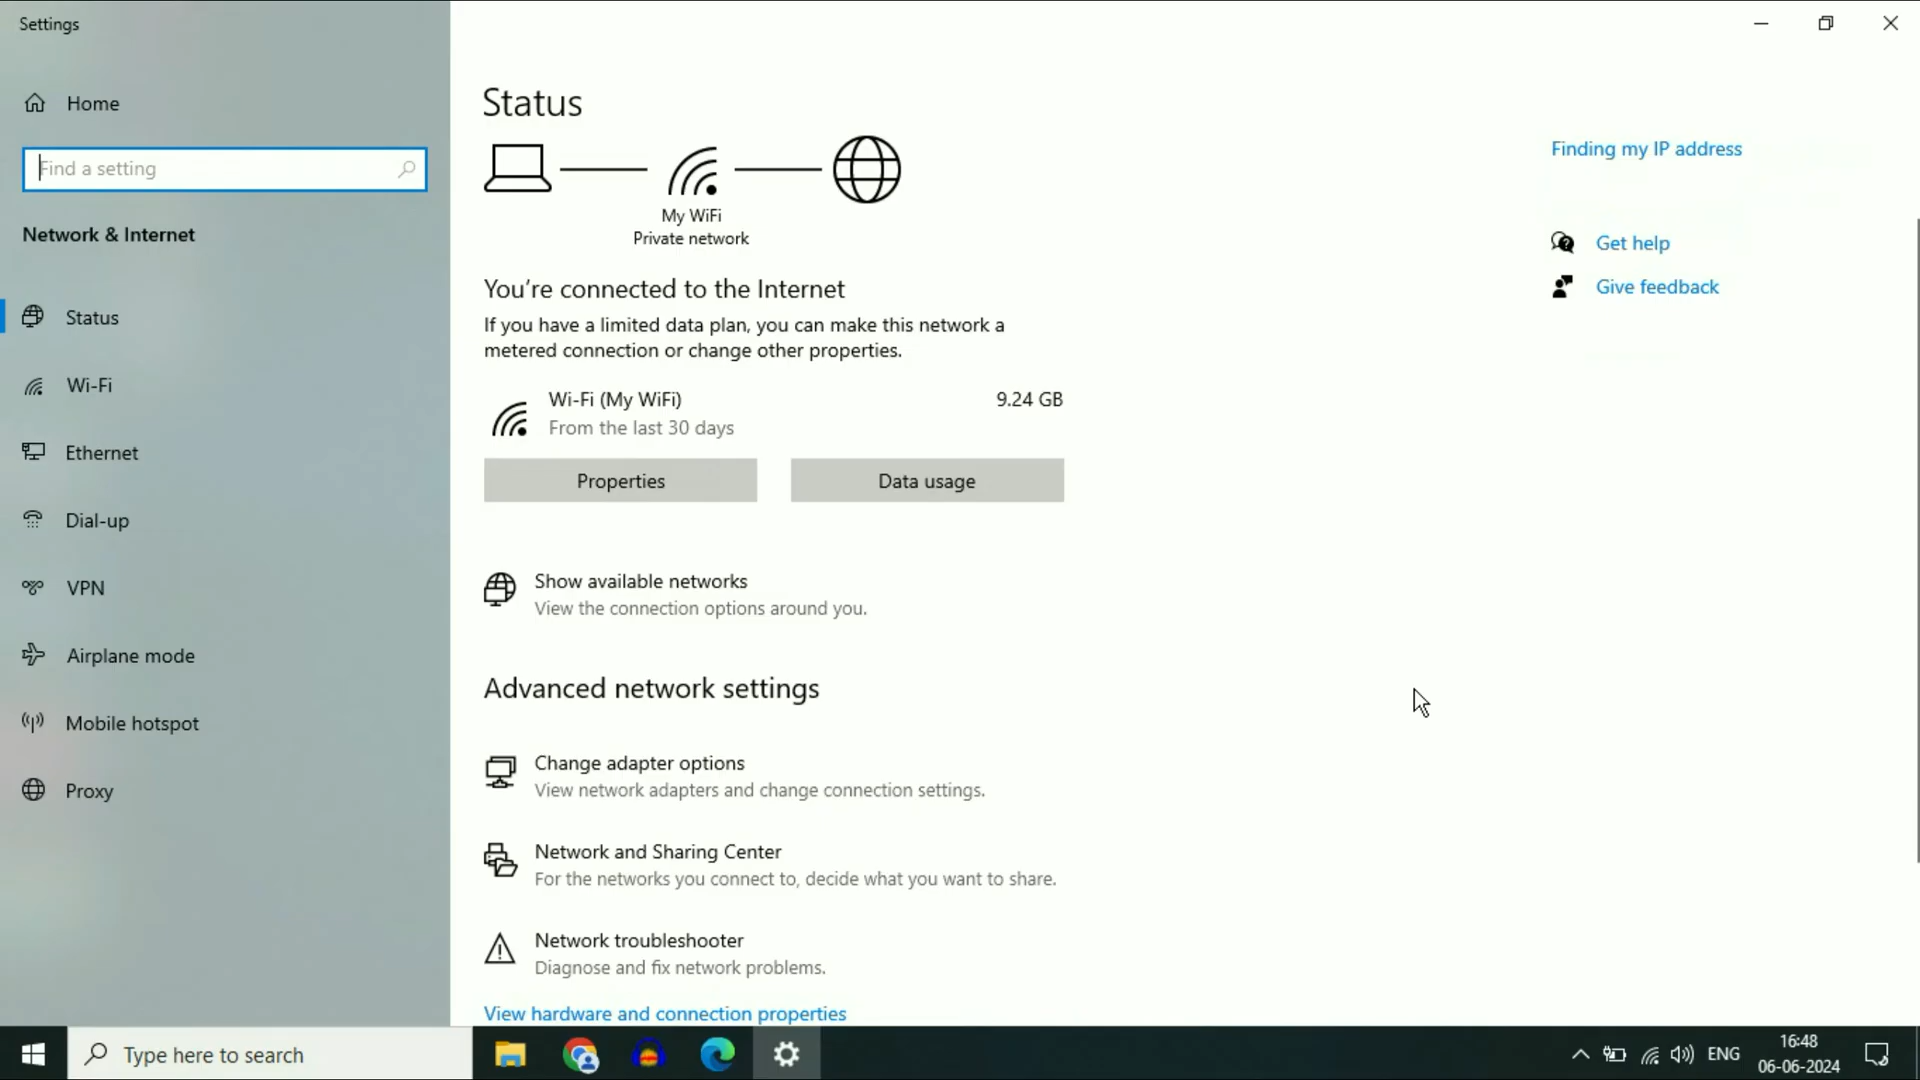 Settings
Home
Find a setting
Network & Internet
Status
Wi-Fi
Ethernet
Dial-up
VPN
Airplane mode
Mobile hotspot
Proxy
Status
My WiFi
Private network
You're connected to the Internet
If you have a limited data plan, you can make this network a
metered connection or change other properties.
Wi-Fi (My WiFi) 9.24 GB
From the last 30 days
Properties Data usage
Show available networks
View the connection options around you.
Advanced network settings
Change adapter options
View network adapters and change connection settings.
Network and Sharing Center
For the networks you connect to, decide what you want to share.
Network troubleshooter
Diagnose and fix network problems.
View hardware and connection properties
Finding my IP address
Get help
Give feedback
Type here to search
ENG
16:48
06-06-2024